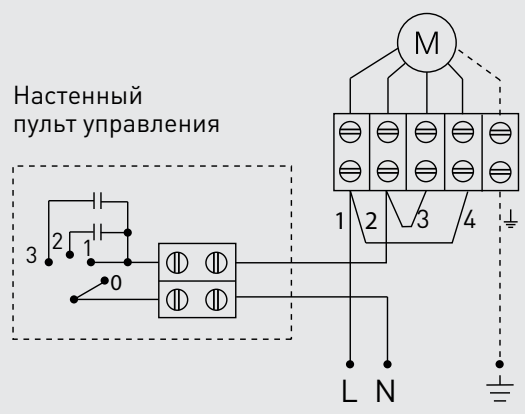 M
Настенный
пульт управления
1 2 3 4
3 2 1 0
L N